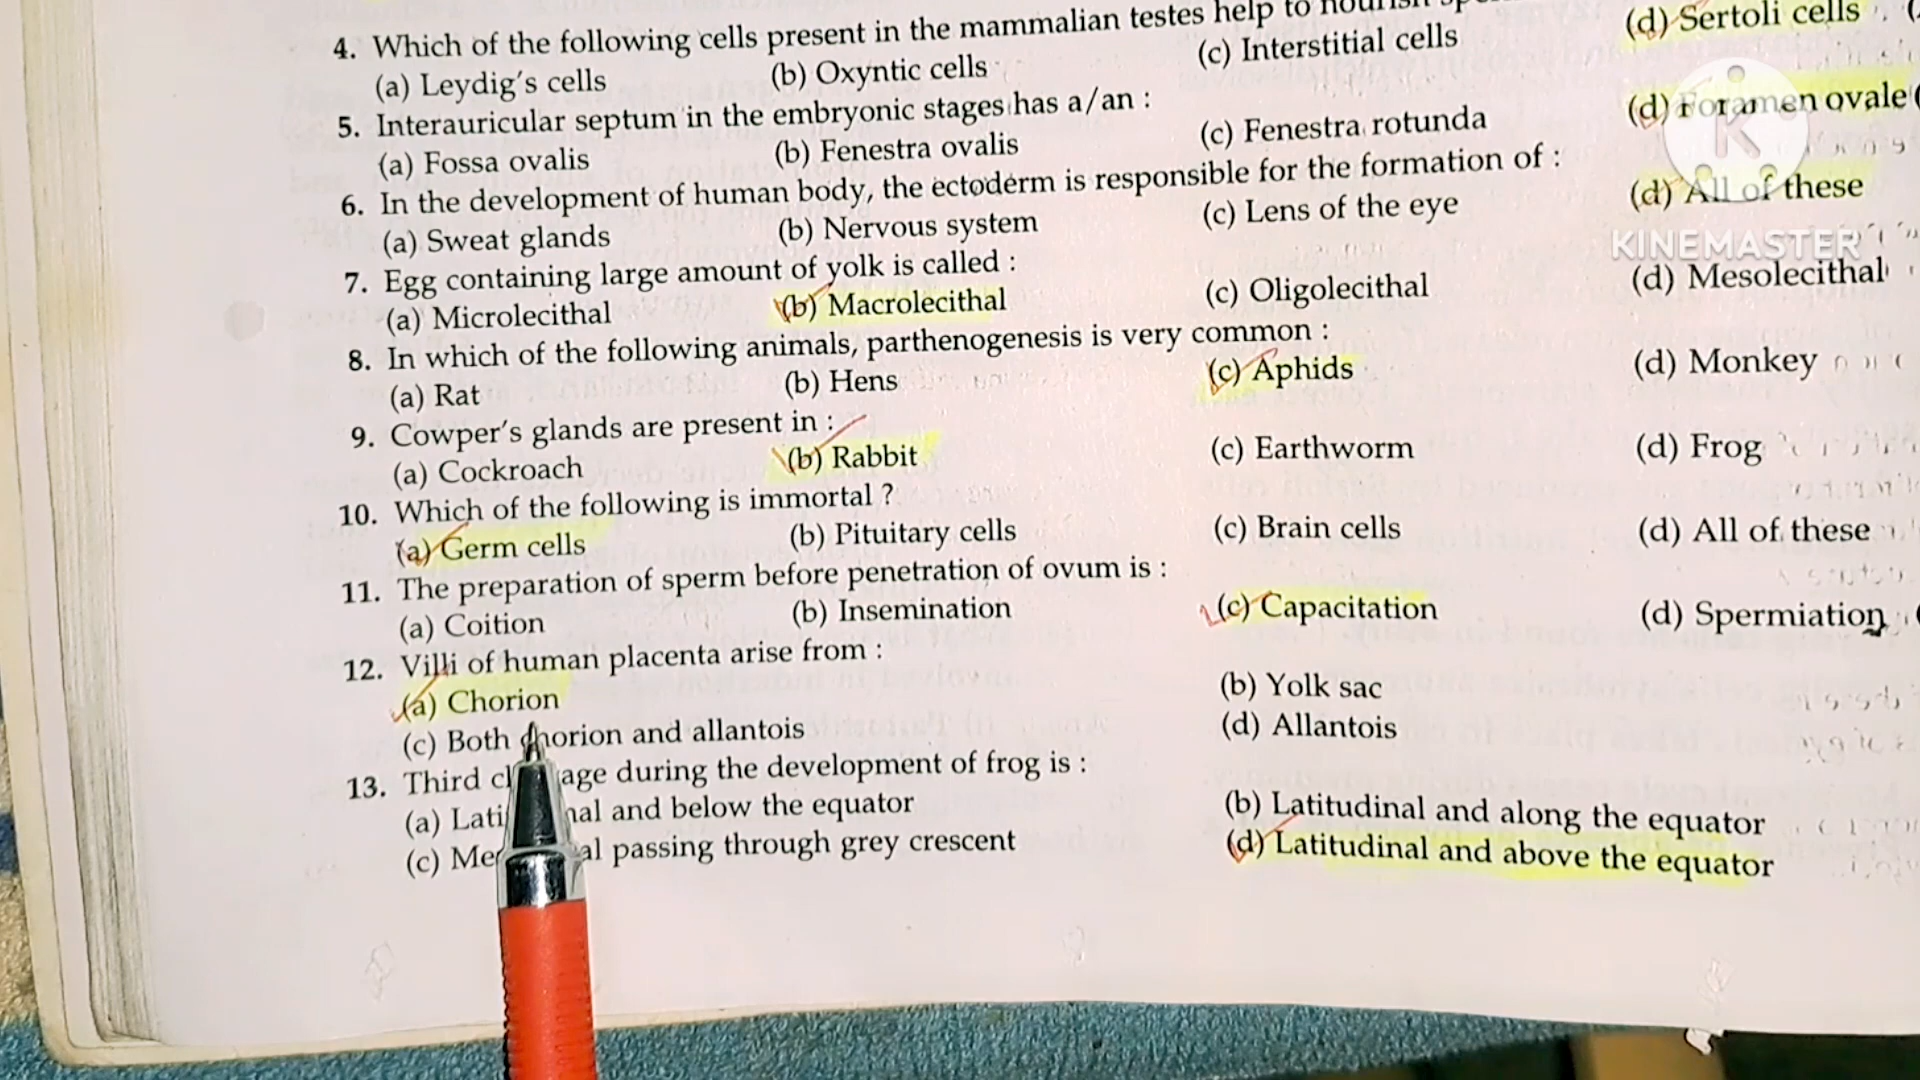 4. Which of the following cells present in the mammalian testes help to
(a) Leydig's cells (b) Oxyntic cells (c) Interstitial cells (d) Sertoli cells
5. Interauricular septum in the embryonic stages has a/an :
(a) Fossa ovalis (b) Fenestra ovalis (c) Fenestra rotunda (d) Foramen ovale
6. In the development of human body, the ectoderm is responsible for the formation of :
(a) Sweat glands (b) Nervous system (c) Lens of the eye (d) All of these
KINEMASTER
7. Egg containing large amount of yolk is called :
(a) Microlecithal (b) Macrolecithal (c) Oligolecithal (d) Mesolecithal
8. In which of the following animals, parthenogenesis is very common :
(a) Rat (b) Hens (c) Aphids (d) Monkey
9. Cowper's glands are present in :
(a) Cockroach (b) Rabbit (c) Earthworm (d) Frog
10. Which of the following is immortal ?
(a) Germ cells (b) Pituitary cells (c) Brain cells (d) All of these
11. The preparation of sperm before penetration of ovum is :
(a) Coition (b) Insemination (c) Capacitation (d) Spermiation
12. Villi of human placenta arise from :
(a) Chorion (b) Yolk sac
(c) Both chorion and allantois (d) Allantois
13. Third during the development of frog is :
(a) and below the equator (b) Latitudinal and along the equator
(c) passing through grey crescent (d) Latitudinal and above the equator